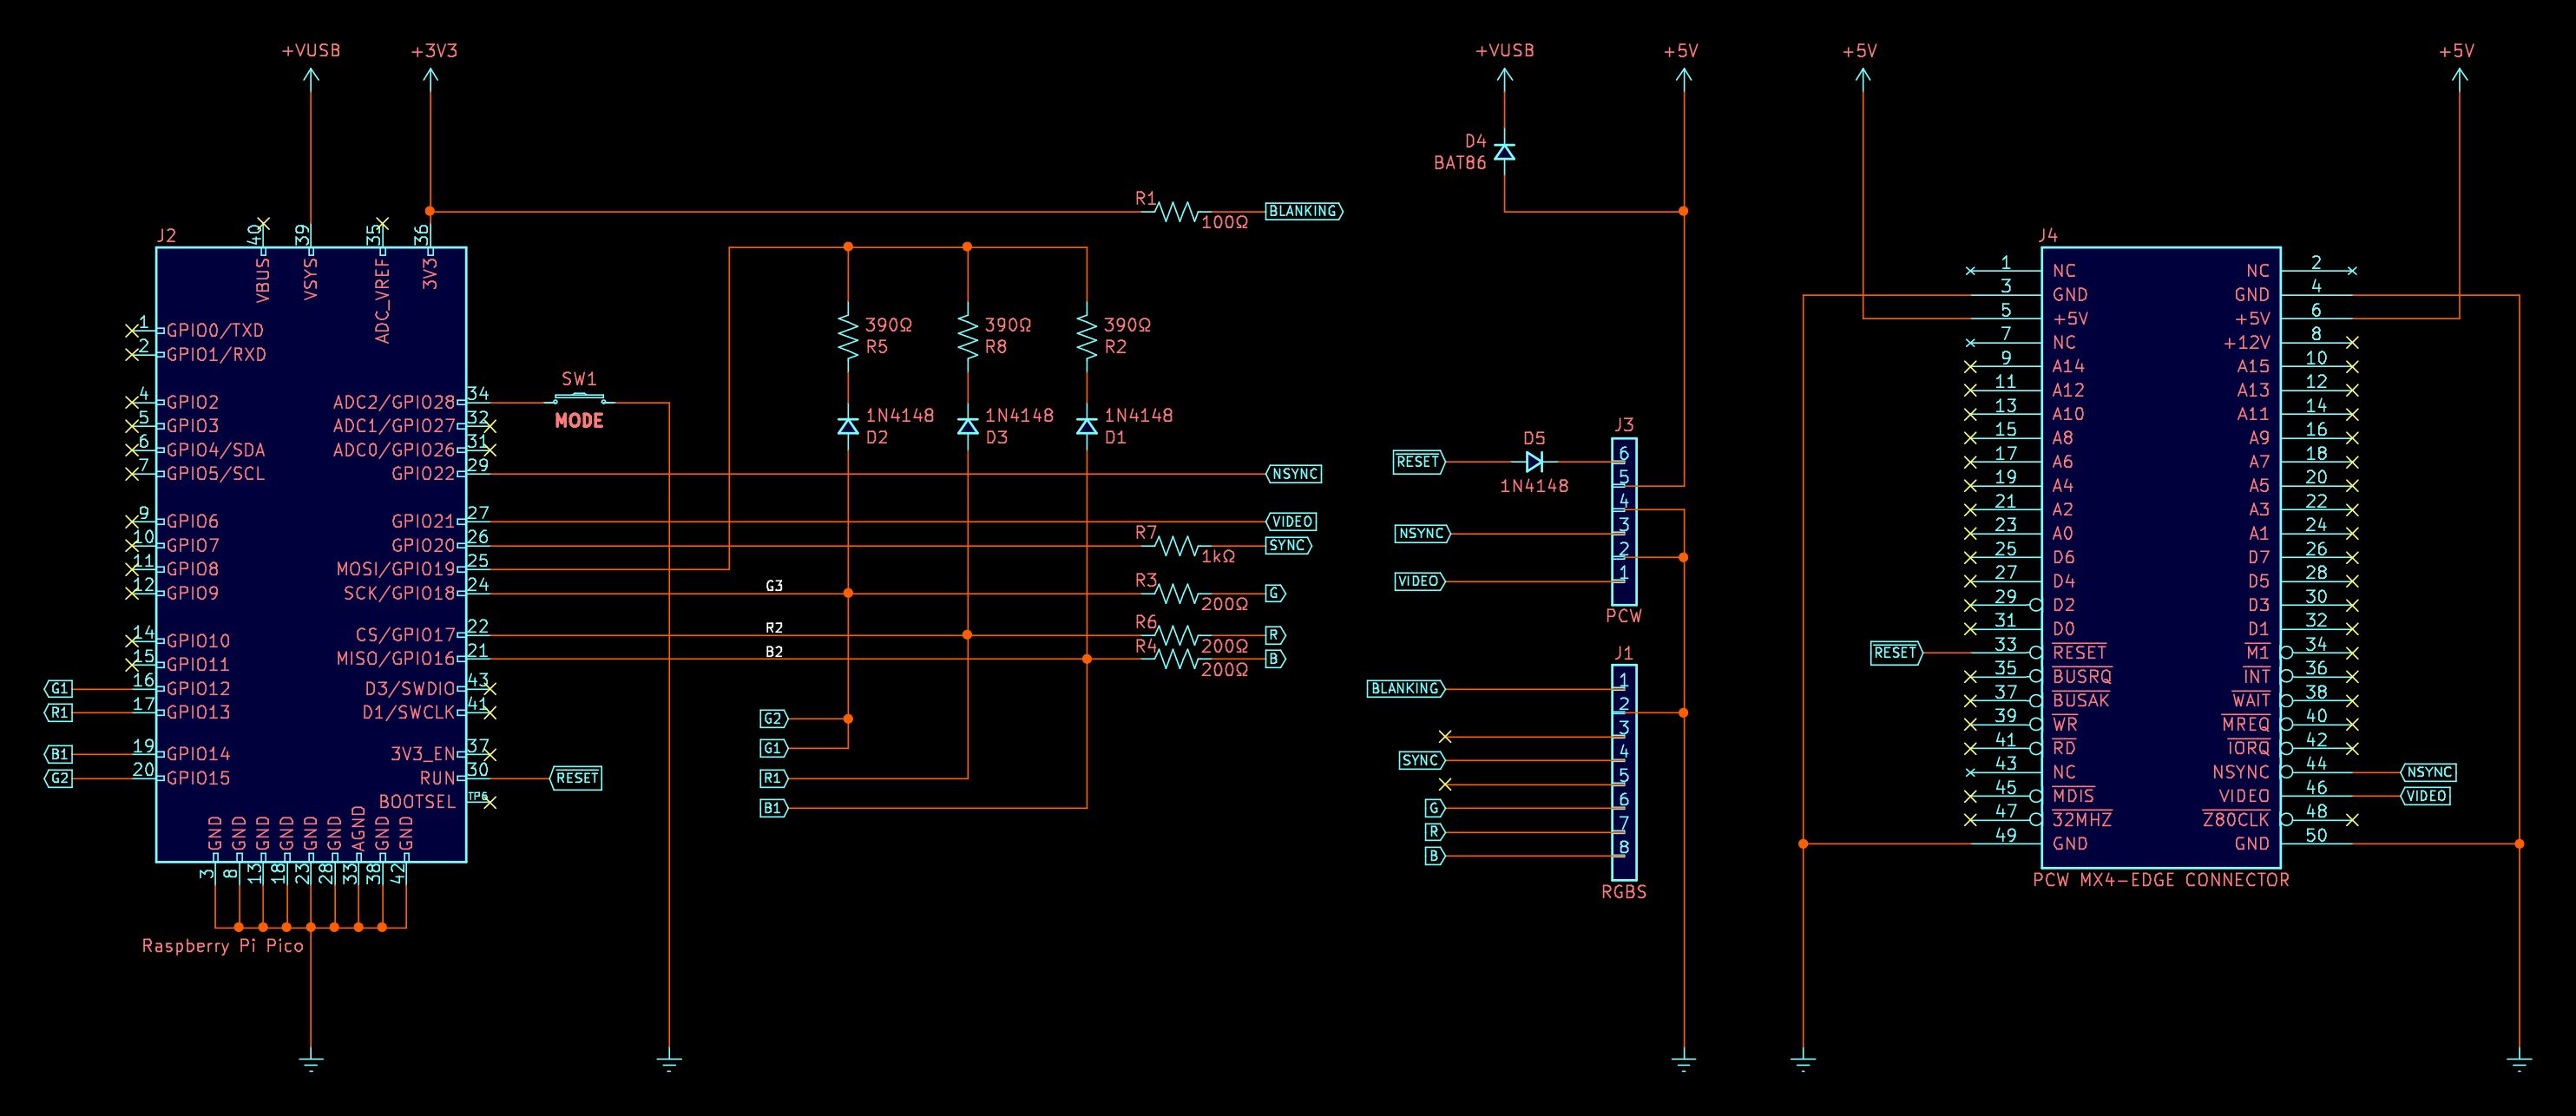 +VUSB
+3V3
+VUSB
+5V
+5V
+5V
D4
BAT86
R1
100Ω
BLANKING
J2
40
39
35
36
VBUS
VSYS
ADC_VREF
3V3
1 GPIO0/TXD
2 GPIO1/RXD
4 GPIO2
5 GPIO3
6 GPIO4/SDA
7 GPIO5/SCL
9 GPIO6
10 GPIO7
11 GPIO8
12 GPIO9
14 GPIO10
15 GPIO11
G1 16 GPIO12
R1 17 GPIO13
B1 19 GPIO14
G2 20 GPIO15
ADC2/GPIO28 34
ADC1/GPIO27 32
ADC0/GPIO26 31
GPIO22 29
GPIO21 27
GPIO20 26
MOSI/GPIO19 25
SCK/GPIO18 24
CS/GPIO17 22
MISO/GPIO16 21
D3/SWDIO 43
D1/SWCLK 41
3V3_EN 37
RUN 30
BOOTSEL TP6
RESET
GND
GND
GND
GND
GND
GND
AGND
GND
GND
3
8
13
18
23
28
33
38
42
Raspberry Pi Pico
SW1
MODE
390Ω
R5
390Ω
R8
390Ω
R2
1N4148
D2
1N4148
D3
1N4148
D1
NSYNC
VIDEO
R7
1kΩ
SYNC
G3
R3
200Ω
G
R2
R6
200Ω
R
B2
R4
200Ω
B
G2
G1
R1
B1
J3
RESET
D5
1N4148
6
5
4
NSYNC
3
2
VIDEO
1
PCW
J1
BLANKING
1
2
3
SYNC
4
5
G
6
R
7
B
8
RGBS
J4
1 NC
3 GND
5 +5V
7 NC
9 A14
11 A12
13 A10
15 A8
17 A6
19 A4
21 A2
23 A0
25 D6
27 D4
29 D2
31 D0
RESET 33 RESET
35 BUSRQ
37 BUSAK
39 WR
41 RD
43 NC
45 MDIS
47 32MHZ
49 GND
NC 2
GND 4
+5V 6
+12V 8
A15 10
A13 12
A11 14
A9 16
A7 18
A5 20
A3 22
A1 24
D7 26
D5 28
D3 30
D1 32
M1 34
INT 36
WAIT 38
MREQ 40
IORQ 42
NSYNC 44 NSYNC
VIDEO 46 VIDEO
Z80CLK 48
GND 50
PCW MX4-EDGE CONNECTOR